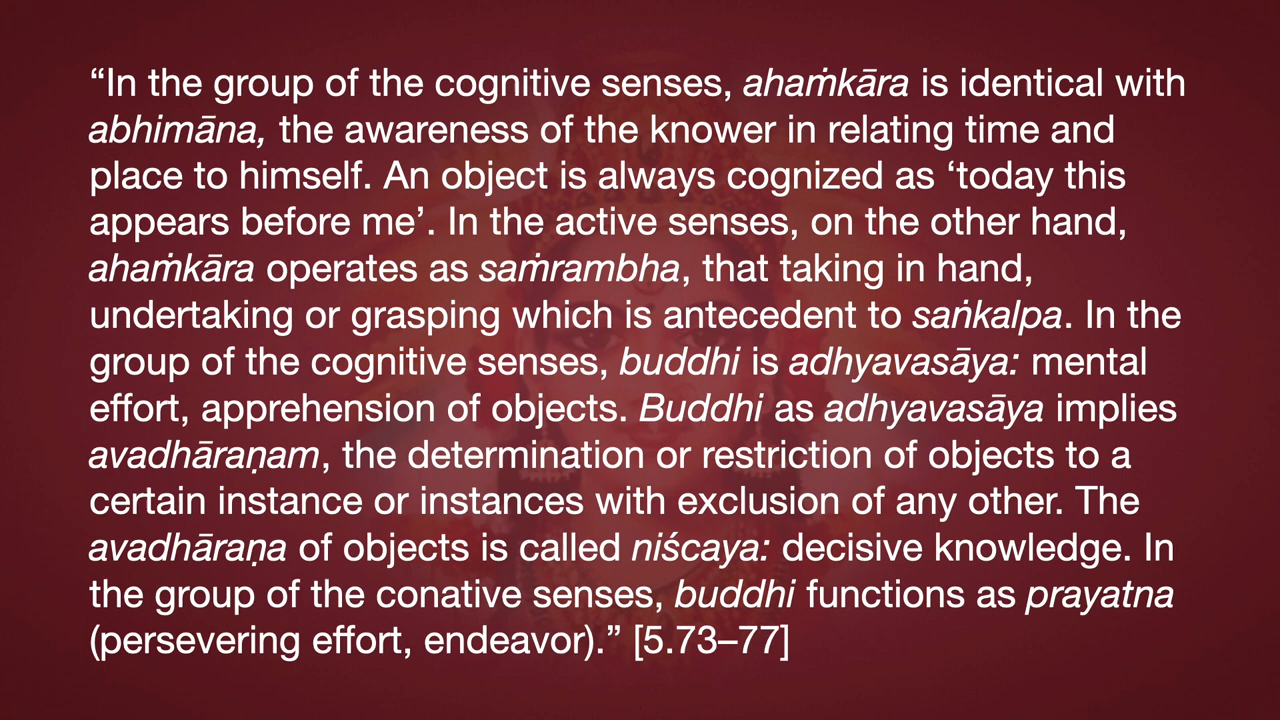 “In the group of the cognitive senses, ahaṁkāra is identical with
abhimāna, the awareness of the knower in relating time and
place to himself. An object is always cognized as ‘today this
appears before me’. In the active senses, on the other hand,
ahaṁkāra operates as saṁrambha, that taking in hand,
undertaking or grasping which is antecedent to saṅkalpa. In the
group of the cognitive senses, buddhi is adhyavasāya: mental
effort, apprehension of objects. Buddhi as adhyavasāya implies
avadhāraṇam, the determination or restriction of objects to a
certain instance or instances with exclusion of any other. The
avadhāraṇa of objects is called niścaya: decisive knowledge. In
the group of the conative senses, buddhi functions as prayatna
(persevering effort, endeavor).” [5.73–77]